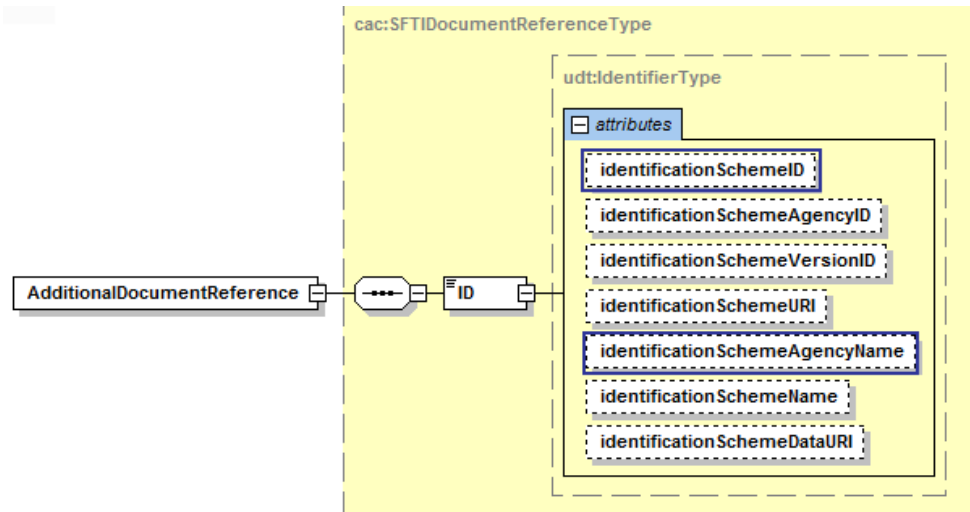 cac:SFTIDocumentReferenceType
udt:IdentifierType
attributes
identificationSchemeID
identificationSchemeAgencyID
identificationSchemeVersionID
AdditionalDocumentReference
ID
identificationSchemeURI
identificationSchemeAgencyName
identificationSchemeName
identificationSchemeDataURI